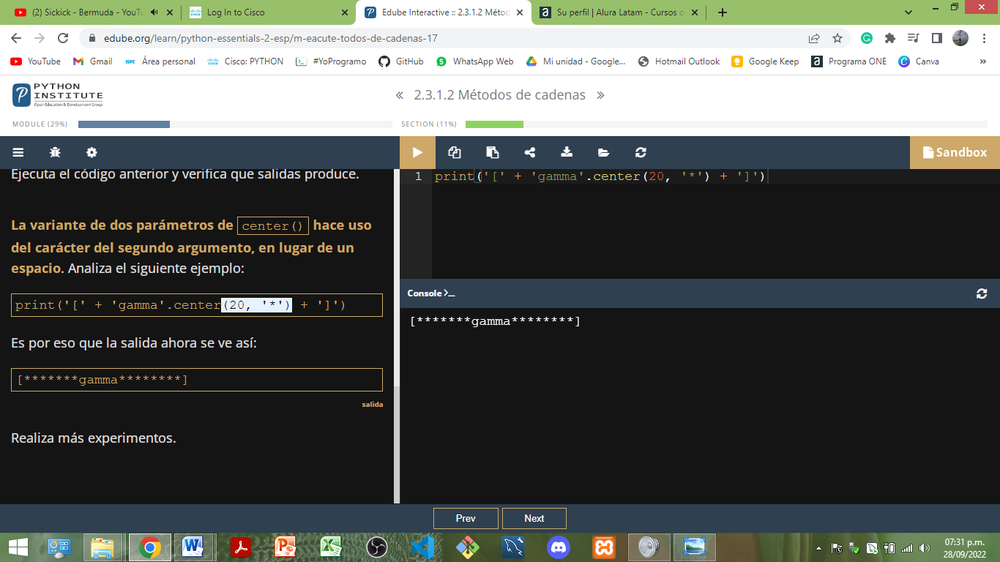 (2) Sickick - Bermuda - YouTu
Log In to Cisco
Edube Interactive :: 2.3.1.2 Métod
Su perfil | Alura Latam - Cursos o
edube.org/learn/python-essentials-2-esp/m-eacute-todos-de-cadenas-17
YouTube
Gmail
ISPC Área personal
CISCO Cisco: PYTHON
#YoProgramo
GitHub
5 WhatsApp Web
Mi unidad - Google...
Hotmail Outlook
Google Keep
a Programa ONE
Canva
»
PYTHON
INSTITUTE
Open Education & Development Group
« 2.3.1.2 Métodos de cadenas »
MODULE (29%)
SECTION (11%)
Sandbox
Ejecuta el código anterior y verifica que salidas produce.
La variante de dos parámetros de center() hace uso
del carácter del segundo argumento, en lugar de un
espacio. Analiza el siguiente ejemplo:
print('[' + 'gamma'.center(20, '*') + ']')
Es por eso que la salida ahora se ve así:
[*******gamma********]
salida
Realiza más experimentos.
1 print('[' + 'gamma'.center(20, '*') + ']')
Console >_
[*******gamma********]
Prev
Next
07:31 p.m.
28/09/2022